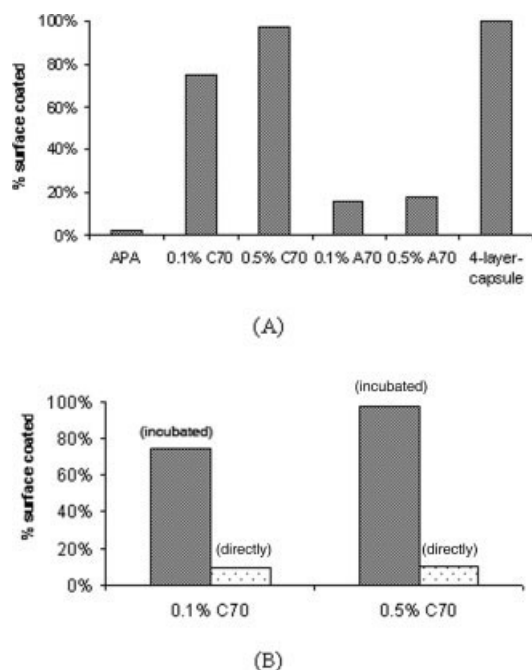 100%
80%
60%
40%
20%
0%
% surface coated
APA 0.1% C70 0.5% C70 0.1% A70 0.5% A70 4-layer-
capsule
(A)
(incubated)
100%
(incubated)
80%
60%
40%
20%
0%
% surface coated
(directly) (directly)
0.1% C70 0.5% C70
(B)